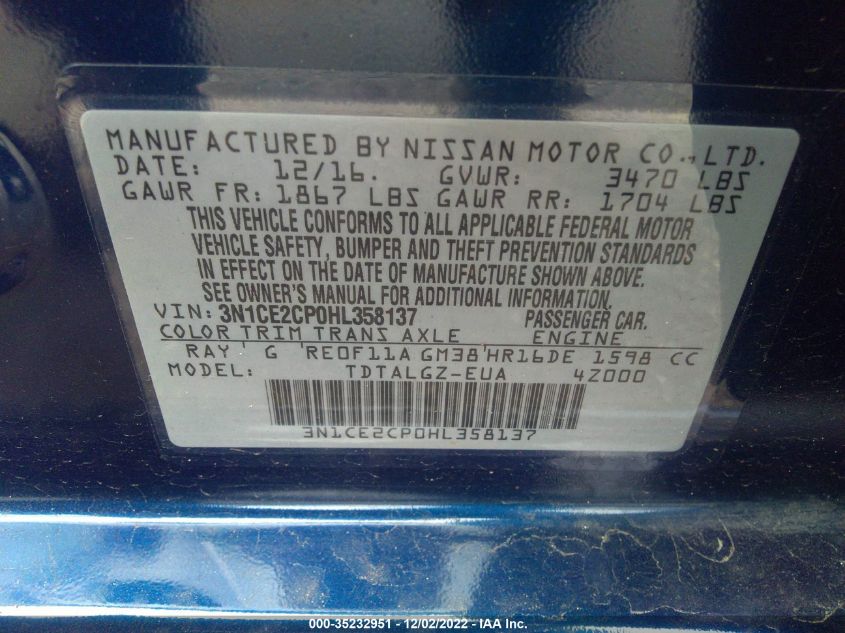 MANUFACTURED BY NISSAN MOTOR CO., LTD.
DATE: 12/16. GVWR: 3470 LBS
GAWR FR: 1867 LBS GAWR RR: 1704 LBS
THIS VEHICLE CONFORMS TO ALL APPLICABLE FEDERAL MOTOR
VEHICLE SAFETY, BUMPER AND THEFT PREVENTION STANDARDS
IN EFFECT ON THE DATE OF MANUFACTURE SHOWN ABOVE.
SEE OWNER'S MANUAL FOR ADDITIONAL INFORMATION.
VIN: 3N1CE2CP0HL358137 PASSENGER CAR.
COLOR TRIM TRANS AXLE ENGINE
RAY ' G 'RE0F11A GM38'HR16DE 1598 CC
MODEL: TDTALGZ-EUA 4Z000
3N1CE2CP0HL358137
000-35232951 - 12/02/2022 - EAA Inc.